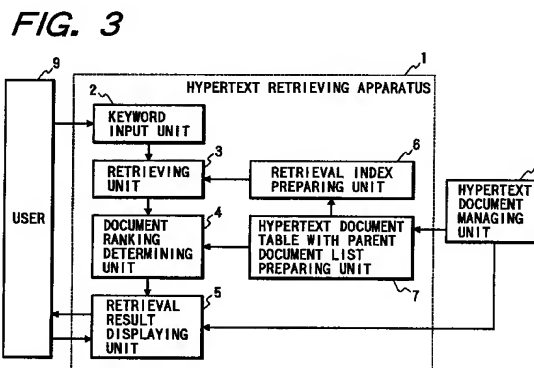 FIG. 3
9
1
HYPERTEXT RETRIEVING APPARATUS
2
KEYWORD
INPUT UNIT
3
RETRIEVING
UNIT
6
RETRIEVAL INDEX
PREPARING UNIT
USER
4
DOCUMENT
RANKING
DETERMINING
UNIT
HYPERTEXT DOCUMENT
TABLE WITH PARENT
DOCUMENT LIST
PREPARING UNIT
7
HYPERTEXT
DOCUMENT
MANAGING
UNIT
5
RETRIEVAL
RESULT
DISPLAYING
UNIT